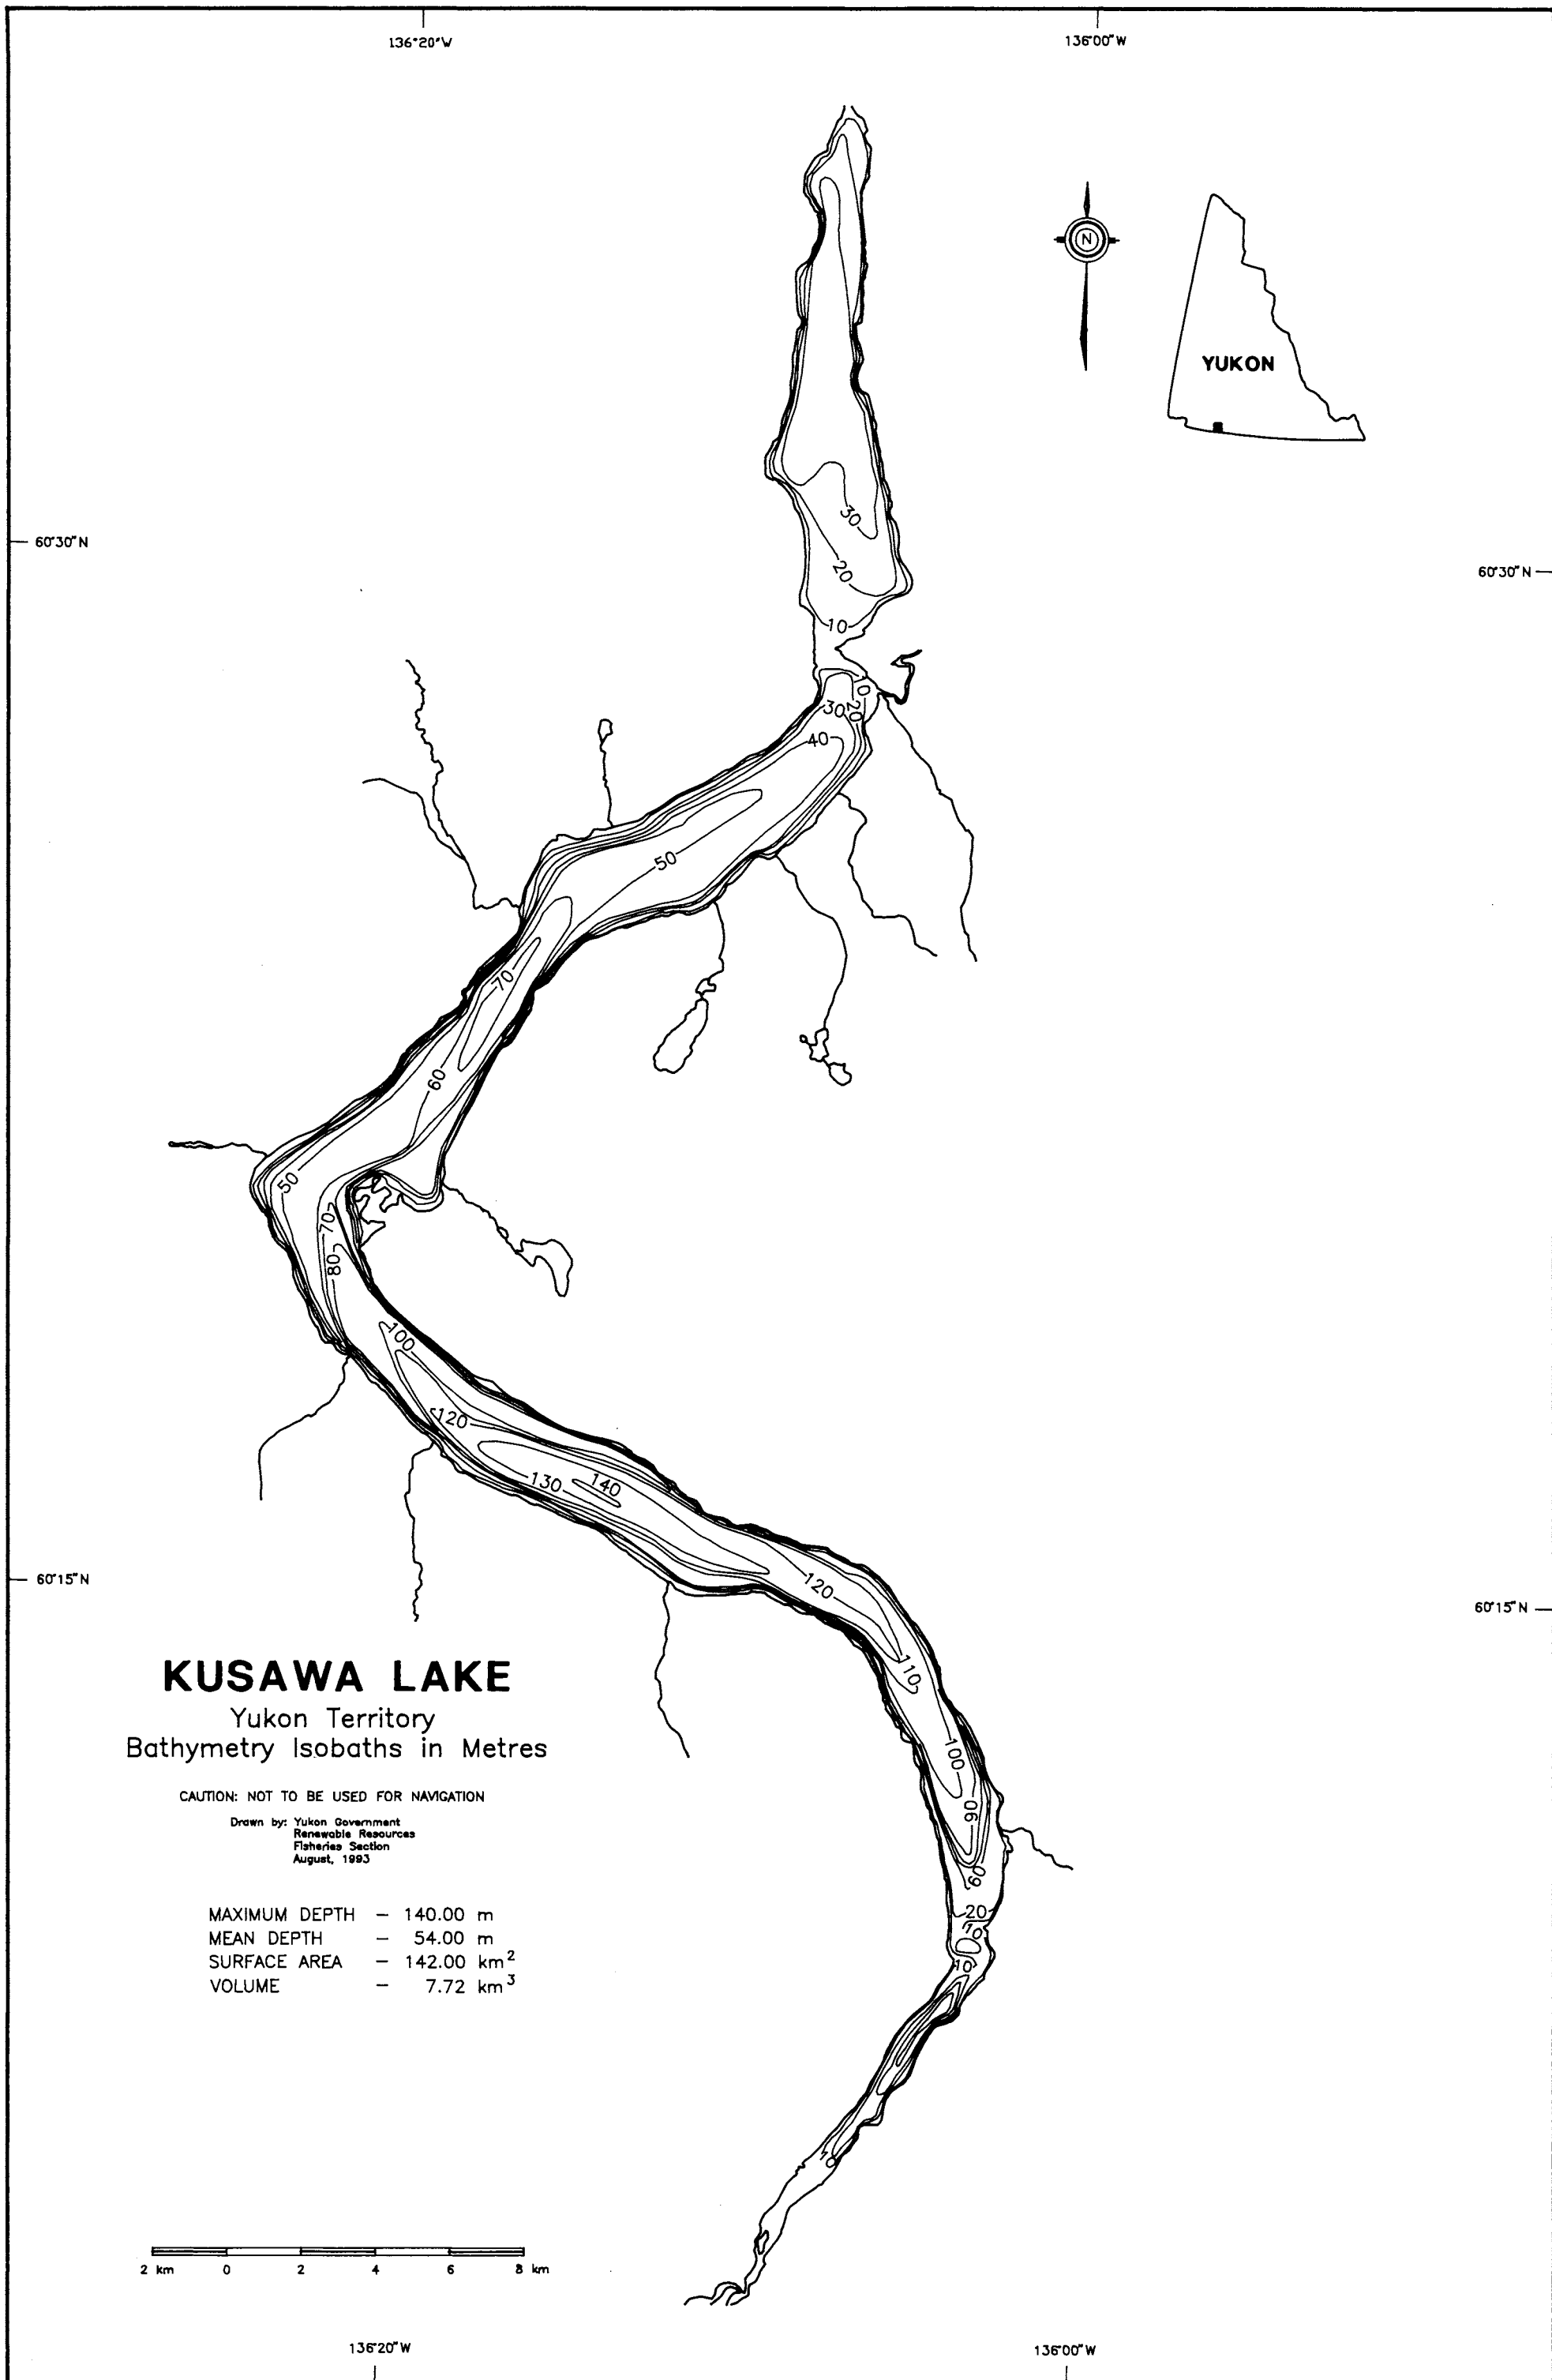 136°20"W
136°00"W
N
YUKON
60°30"N
60°30"N
30
20
10
10
30
20
40
50
70
60
50
70
80
100
120
130
140
120
60°15"N
60°15"N
110
100
90
60
20
10
10
10
KUSAWA LAKE
Yukon Territory
Bathymetry Isobaths in Metres
CAUTION: NOT TO BE USED FOR NAVIGATION
Drawn by: Yukon Government
Renewable Resources
Fisheries Section
August, 1993
MAXIMUM DEPTH – 140.00 m
MEAN DEPTH – 54.00 m
SURFACE AREA – 142.00 km²
VOLUME – 7.72 km³
2 km 0 2 4 6 8 km
136°20"W
136°00"W